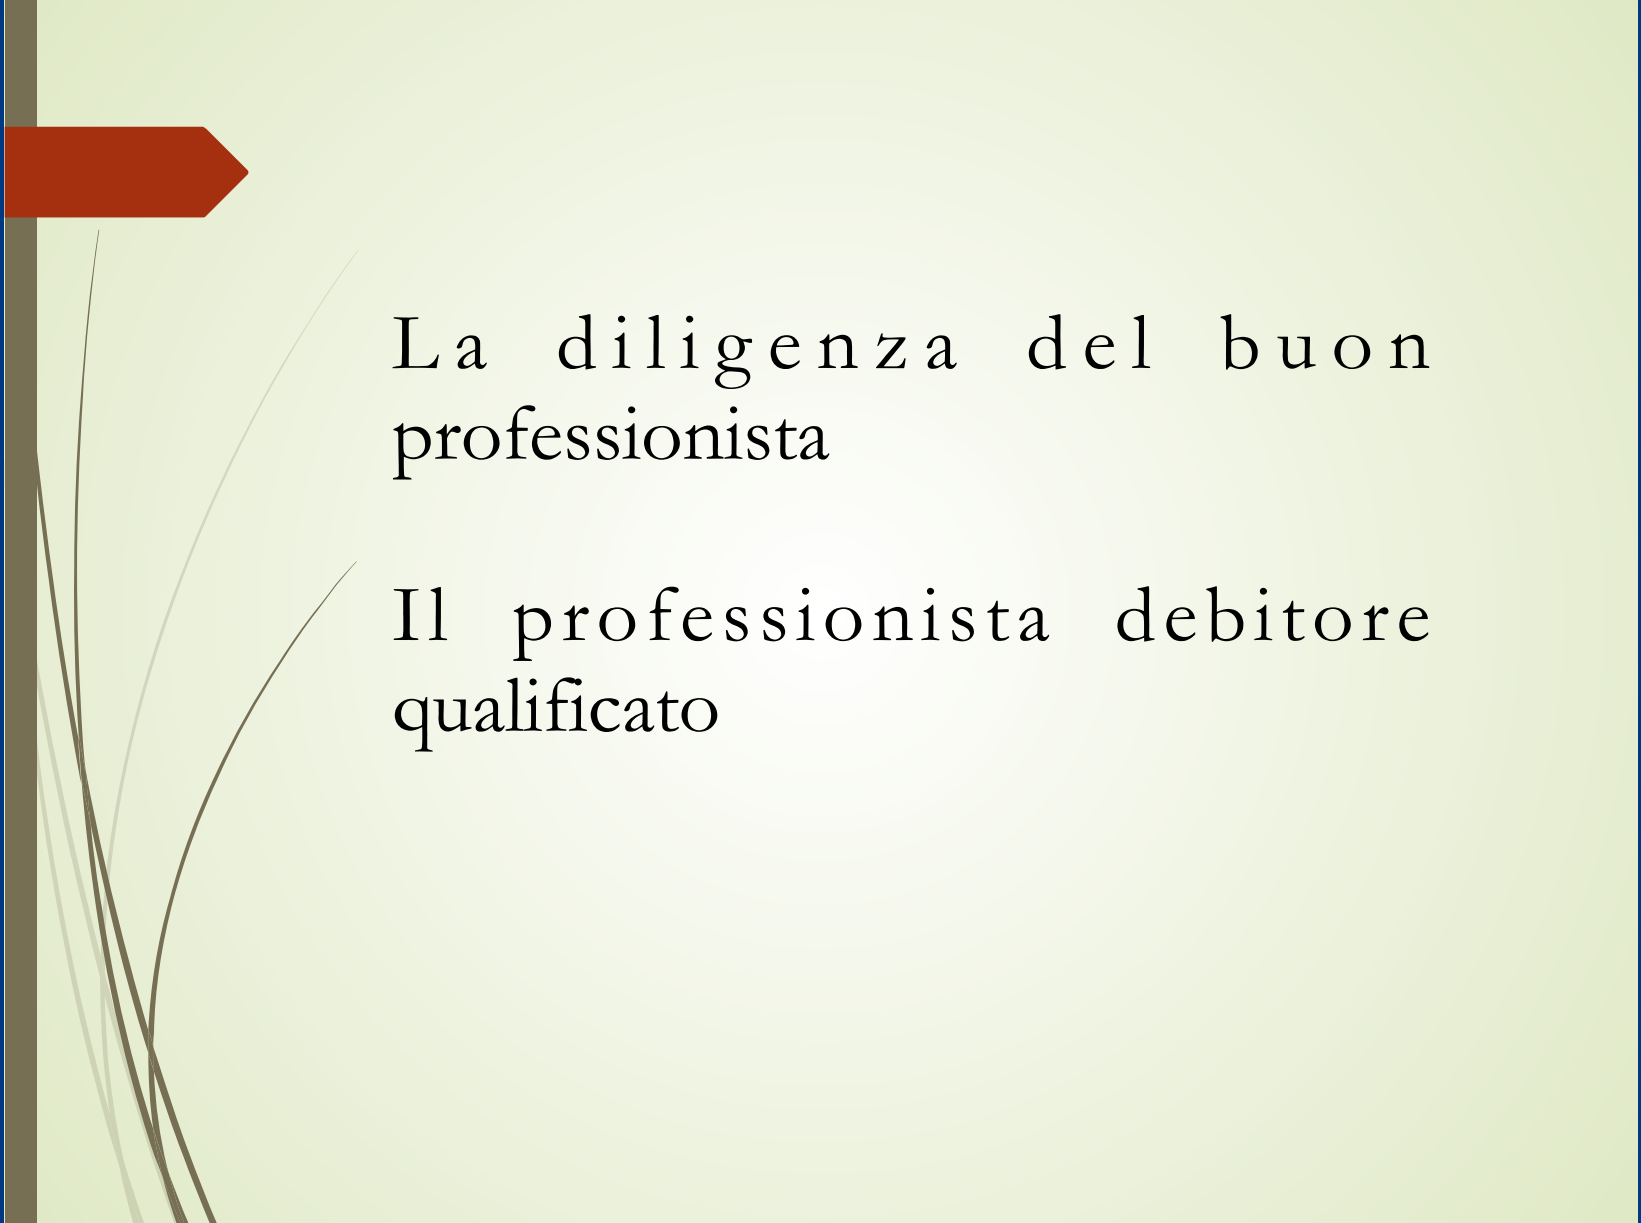 La diligenza del buon
professionista
Il professionista debitore
qualificato